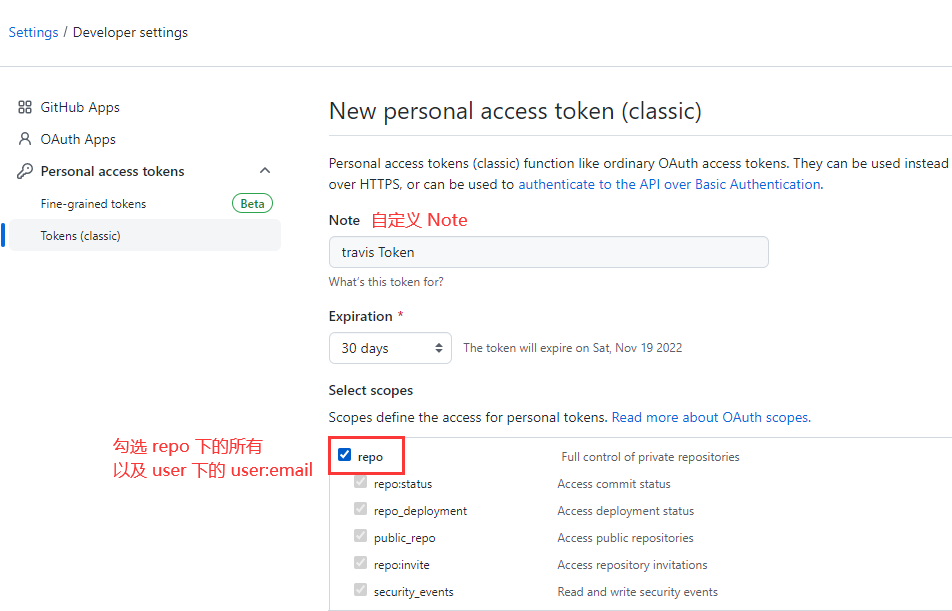 Settings / Developer settings
GitHub Apps
OAuth Apps
Personal access tokens
Fine-grained tokens Beta
Tokens (classic)
New personal access token (classic)
Personal access tokens (classic) function like ordinary OAuth access tokens. They can be used instead
over HTTPS, or can be used to authenticate to the API over Basic Authentication.
Note 自定义 Note
travis Token
What's this token for?
Expiration *
30 days The token will expire on Sat, Nov 19 2022
Select scopes
Scopes define the access for personal tokens. Read more about OAuth scopes.
勾选 repo 下的所有
以及 user 下的 user:email
repo Full control of private repositories
repo:status Access commit status
repo_deployment Access deployment status
public_repo Access public repositories
repo:invite Access repository invitations
security_events Read and write security events